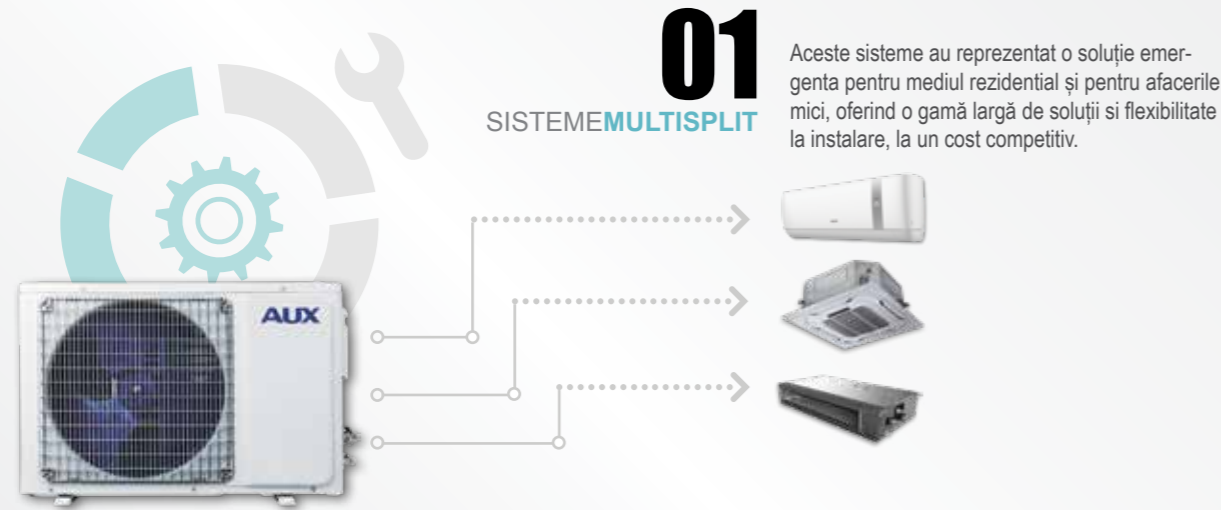 01
SISTEMEMULTISPLIT
Aceste sisteme au reprezentat o soluție emer-
genta pentru mediul rezidential și pentru afacerile
mici, oferind o gamă largă de soluții si flexibilitate
la instalare, la un cost competitiv.
AUX